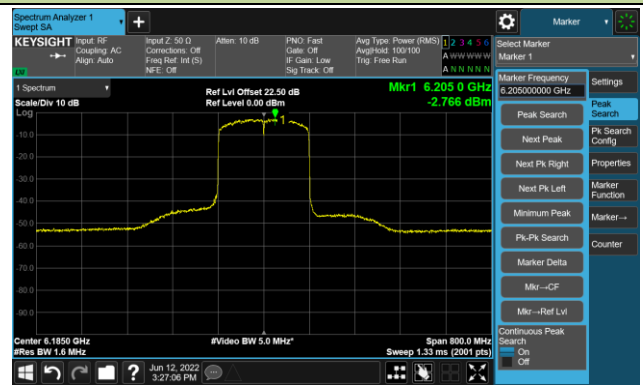 Spectrum Analyzer 1
Swept SA
Marker
KEYSIGHT
Input: RF
Coupling: AC
Align: Auto
Input Z: 50 Ω
Corrections: Off
Freq Ref: Int (S)
NFE: Off
Atten: 10 dB
PNO: Fast
Gate: Off
IF Gain: Low
Sig Track: Off
Avg Type: Power (RMS)
Avg|Hold: 100/100
Trig: Free Run
1 2 3 4 5 6
A W W W W W
A N N N N N
Select Marker
Marker 1
1 Spectrum
Scale/Div 10 dB
Log
Ref Lvl Offset 22.50 dB
Ref Level 0.00 dBm
Mkr1 6.205 0 GHz
-2.766 dBm
1
-10.0
-20.0
-30.0
-40.0
-50.0
-60.0
-70.0
-80.0
-90.0
Center 6.1850 GHz
#Res BW 1.6 MHz
#Video BW 5.0 MHz*
Span 800.0 MHz
Sweep 1.33 ms (2001 pts)
Marker Frequency
6.205000000 GHz
Peak Search
Next Peak
Next Pk Right
Next Pk Left
Minimum Peak
Pk-Pk Search
Marker Delta
Mkr→CF
Mkr→Ref Lvl
Continuous Peak
Search
On
Off
Settings
Peak
Search
Pk Search
Config
Properties
Marker
Function
Marker→
Counter
Jun 12, 2022
3:27:06 PM